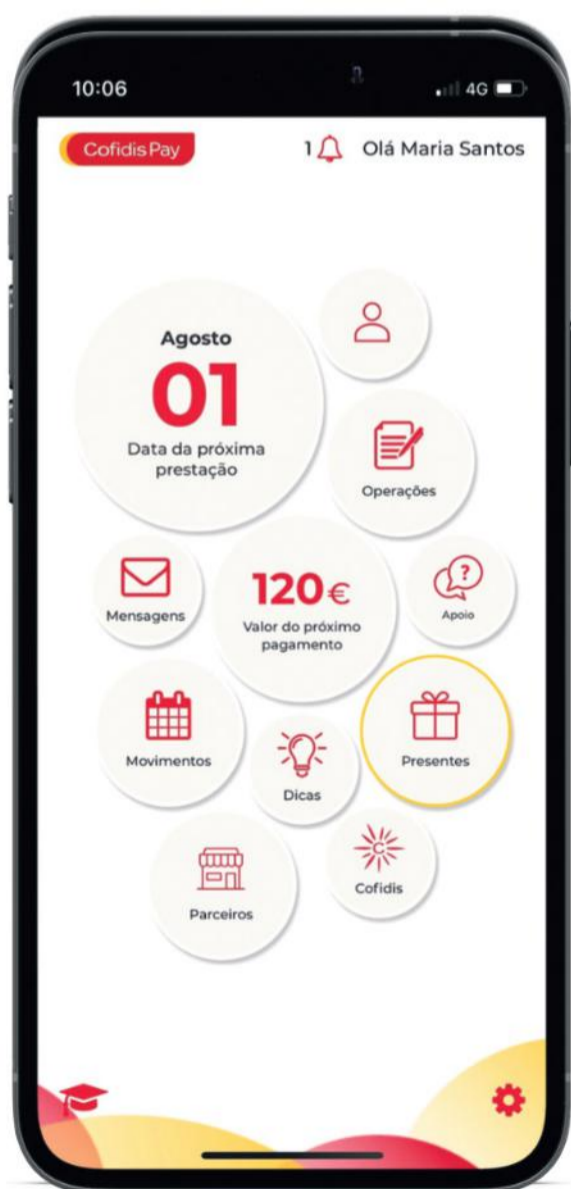 10:06
4G
Cofidis Pay
1
Olá Maria Santos
Agosto
01
Data da próxima
prestação
Operações
Mensagens
120€
Valor do próximo
pagamento
?
Apoio
Movimentos
Dicas
Presentes
Parceiros
C
Cofidis